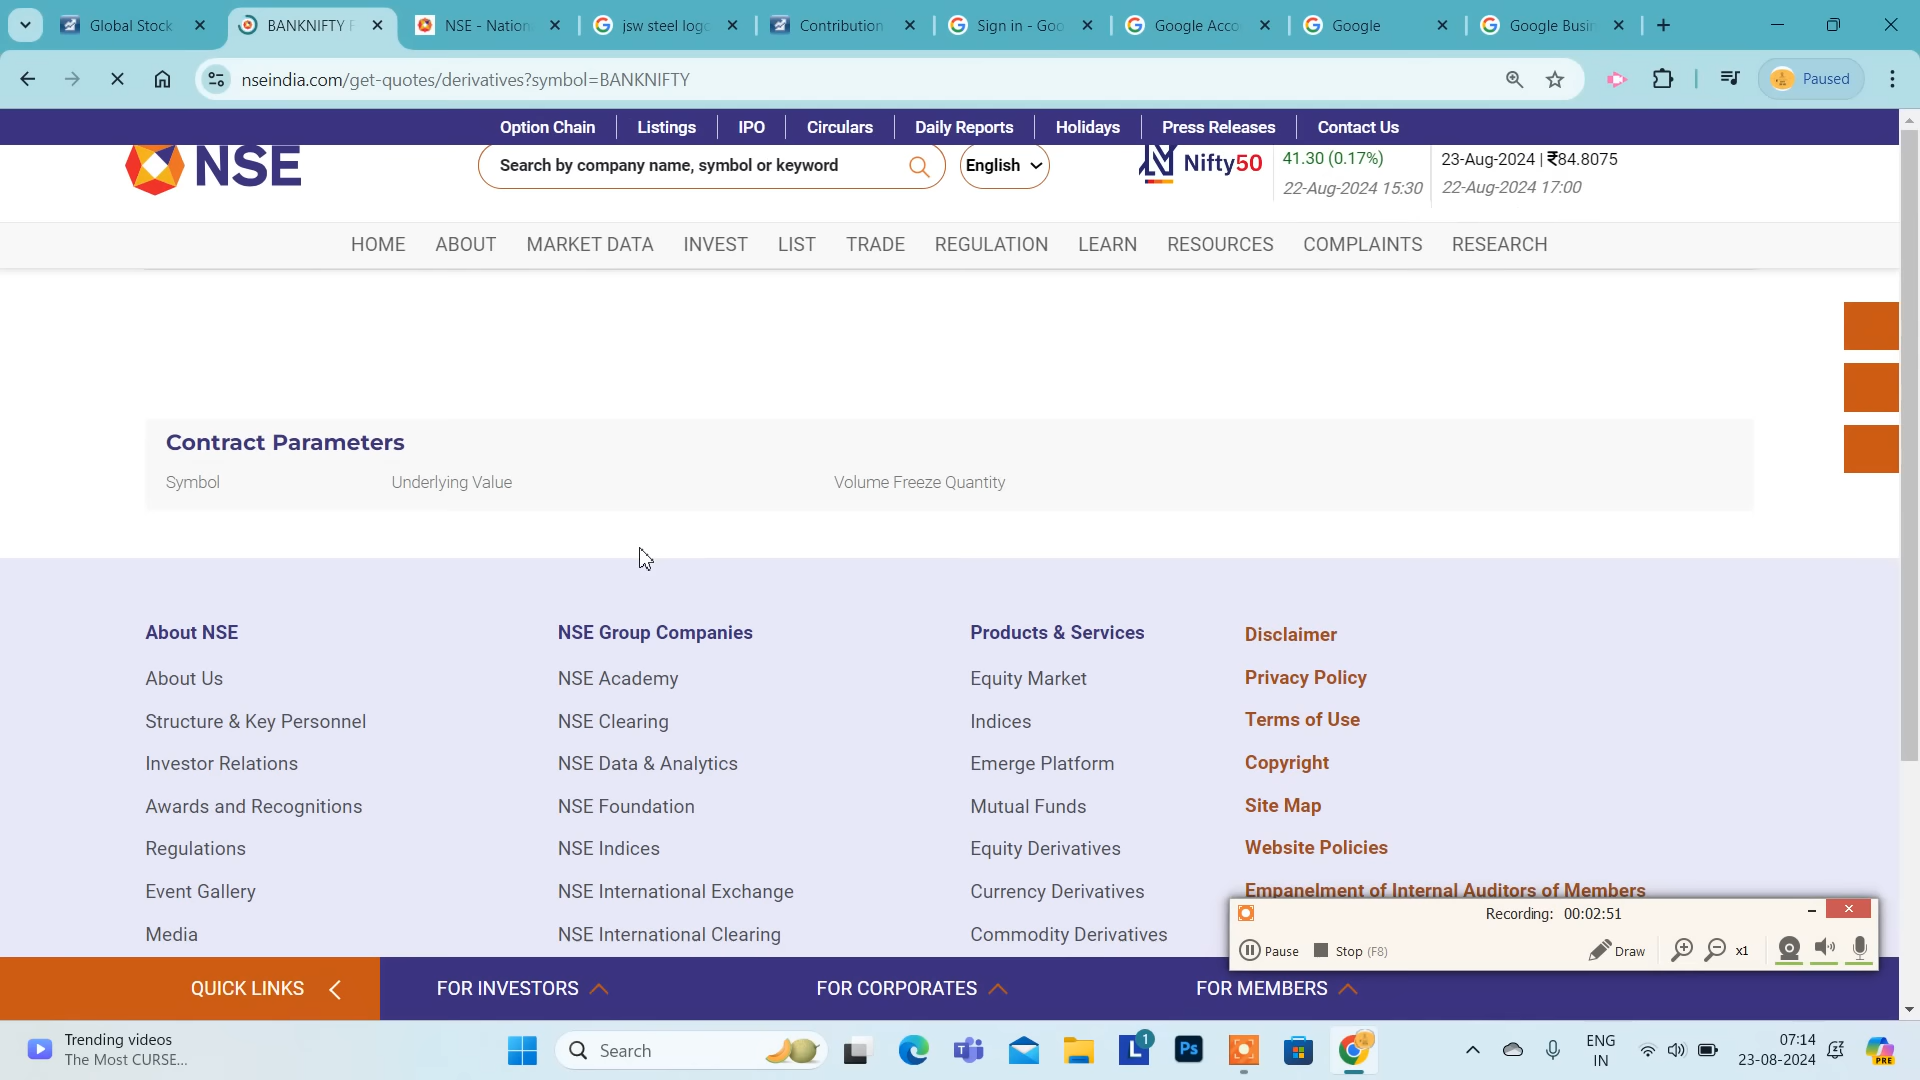 Global Stock
BANKNIFTY F
NSE - Nation
jsw steel logo
Contribution
Sign in - Goo
Google Acco
Google
Google Busin
nseindia.com/get-quotes/derivatives?symbol=BANKNIFTY
Paused
Option Chain
Listings
IPO
Circulars
Daily Reports
Holidays
Press Releases
Contact Us
NSE
Search by company name, symbol or keyword
English
Nifty50
41.30 (0.17%)
22-Aug-2024 15:30
23-Aug-2024 | ₹84.8075
22-Aug-2024 17:00
HOME
ABOUT
MARKET DATA
INVEST
LIST
TRADE
REGULATION
LEARN
RESOURCES
COMPLAINTS
RESEARCH
Contract Parameters
Symbol
Underlying Value
Volume Freeze Quantity
About NSE
About Us
Structure & Key Personnel
Investor Relations
Awards and Recognitions
Regulations
Event Gallery
Media
NSE Group Companies
NSE Academy
NSE Clearing
NSE Data & Analytics
NSE Foundation
NSE Indices
NSE International Exchange
NSE International Clearing
Products & Services
Equity Market
Indices
Emerge Platform
Mutual Funds
Equity Derivatives
Currency Derivatives
Commodity Derivatives
Disclaimer
Privacy Policy
Terms of Use
Copyright
Site Map
Website Policies
Empanelment of Internal Auditors of Members
Recording: 00:02:51
Pause
Stop (F8)
Draw
x1
QUICK LINKS
FOR INVESTORS
FOR CORPORATES
FOR MEMBERS
Trending videos
The Most CURSE...
Search
L
1
Ps
ENG
IN
07:14
23-08-2024
PRE